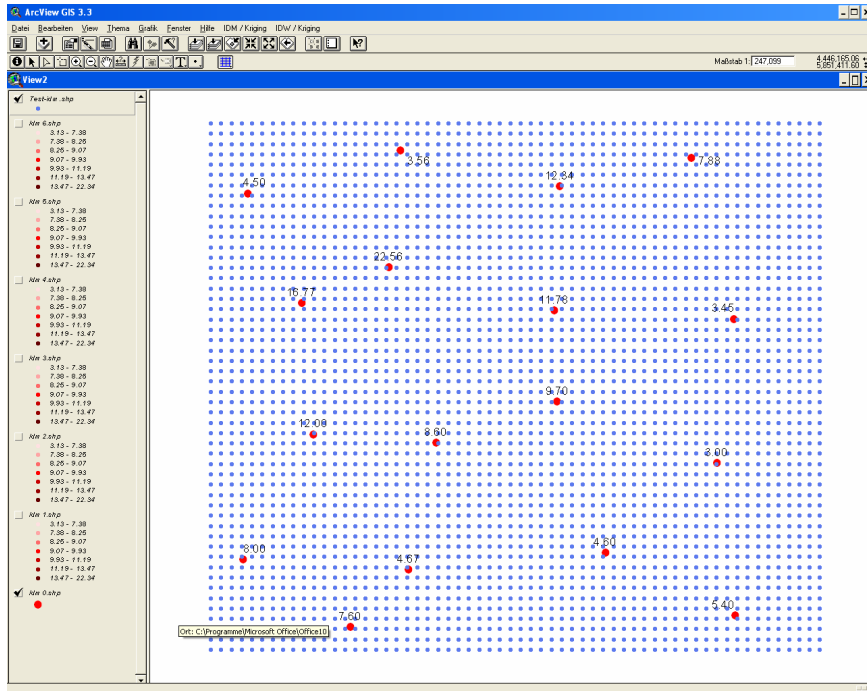 ArcView GIS 3.3
Datei Bearbeiten View Thema Grafik Fenster Hilfe IDM / Kriging IDW / Kriging
Maßstab 1: 247,099
4,446,165.06
5,851,411.60
View2
Test-idw .shp
Idw 6.shp
3.13 - 7.38
7.38 - 8.25
8.25 - 9.07
9.07 - 9.93
9.93 - 11.19
11.19 - 13.47
13.47 - 22.34
Idw 5.shp
3.13 - 7.38
7.38 - 8.25
8.25 - 9.07
9.07 - 9.93
9.93 - 11.19
11.19 - 13.47
13.47 - 22.34
Idw 4.shp
3.13 - 7.38
7.38 - 8.25
8.25 - 9.07
9.07 - 9.93
9.93 - 11.19
11.19 - 13.47
13.47 - 22.34
Idw 3.shp
3.13 - 7.38
7.38 - 8.25
8.25 - 9.07
9.07 - 9.93
9.93 - 11.19
11.19 - 13.47
13.47 - 22.34
Idw 2.shp
3.13 - 7.38
7.38 - 8.25
8.25 - 9.07
9.07 - 9.93
9.93 - 11.19
11.19 - 13.47
13.47 - 22.34
Idw 1.shp
3.13 - 7.38
7.38 - 8.25
8.25 - 9.07
9.07 - 9.93
9.93 - 11.19
11.19 - 13.47
13.47 - 22.34
Idw 0.shp
3.56
7.88
12.34
4.50
22.56
16.77
11.78
3.45
9.70
12.00
8.60
3.00
8.00
4.67
4.60
7.60
5.40
Ort: C:\Programme\Microsoft Office\Office10